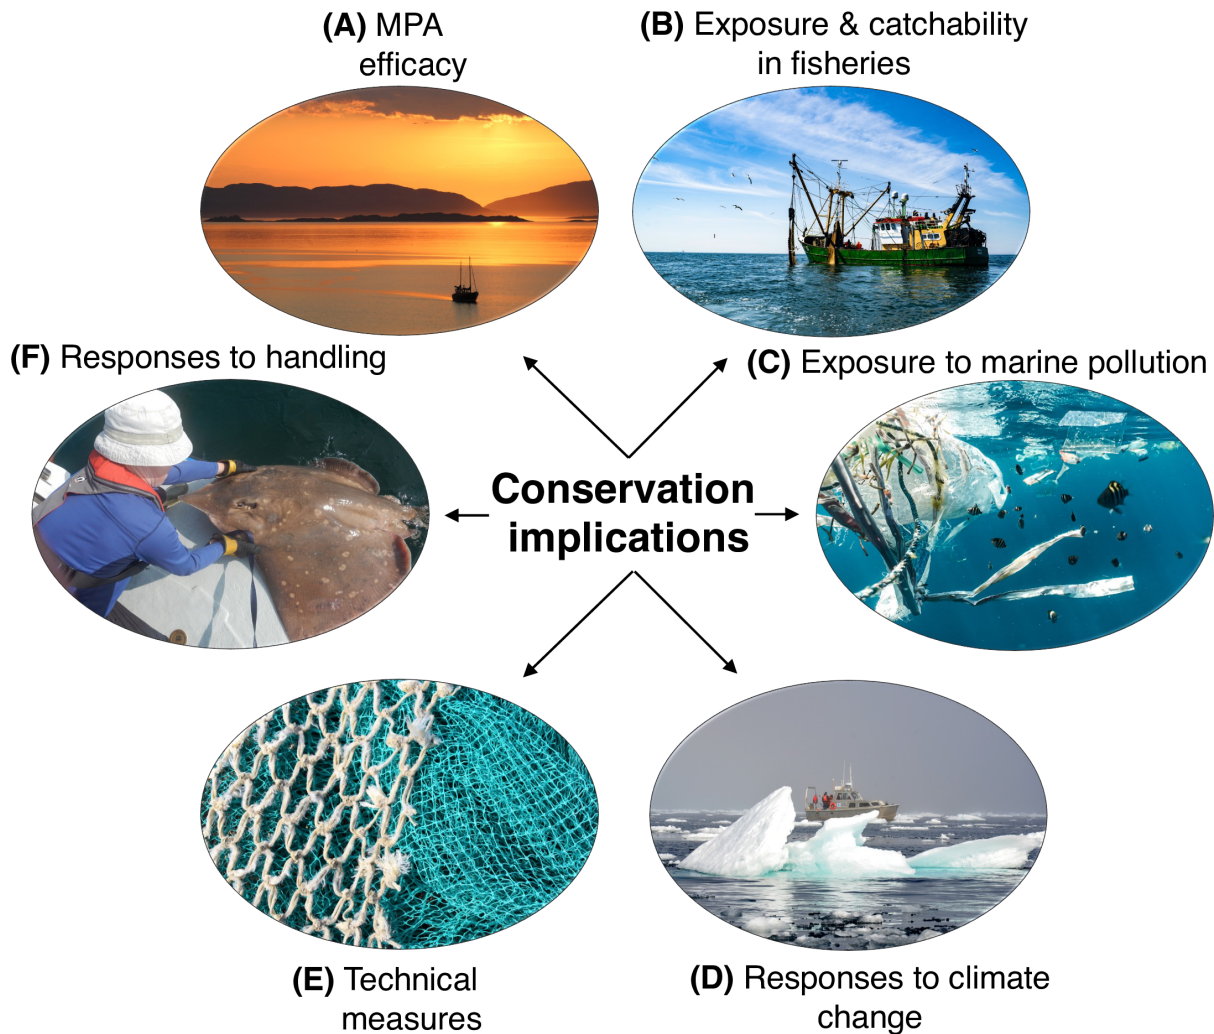 (A) MPA
efficacy
(B) Exposure & catchability
in fisheries
(F) Responses to handling
(C) Exposure to marine pollution
Conservation
implications
(E) Technical
measures
(D) Responses to climate
change